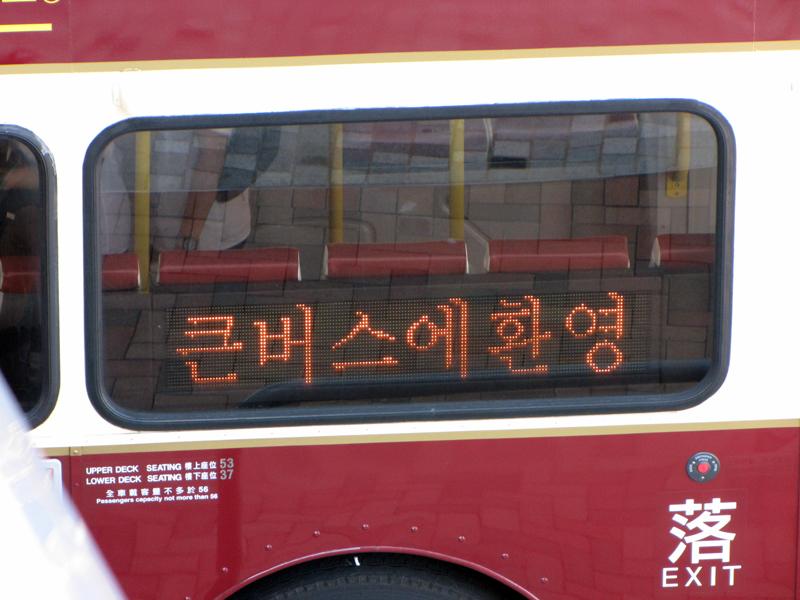 큰버스에환영
UPPER DECK SEATING 樓上座位 53
LOWER DECK SEATING 樓下座位 37
全車載客量不多於 56
Passengers capacity not more than 56
落
EXIT